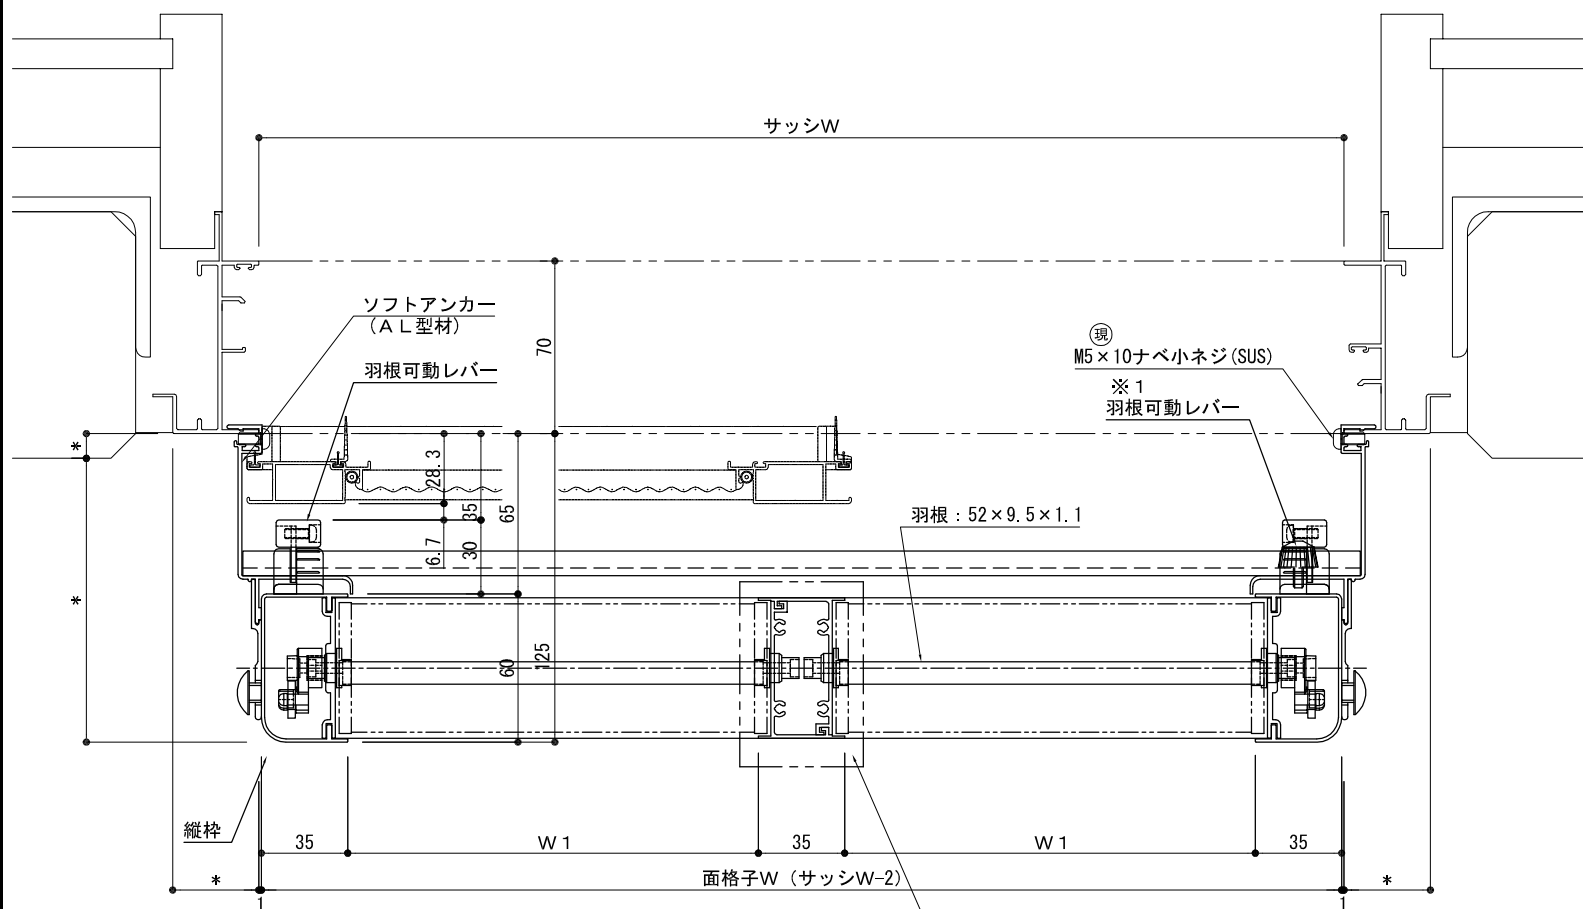 サッシW
ソフトアンカー
(AL型材)
70
現
M5×10ナベ小ネジ(SUS)
羽根可動レバー
※1
羽根可動レバー
*
28.3
35
65
羽根:52×9.5×1.1
6.7
30
*
60
125
縦枠
35
W1
35
W1
35
*
面格子W(サッシW-2)
*
1
1